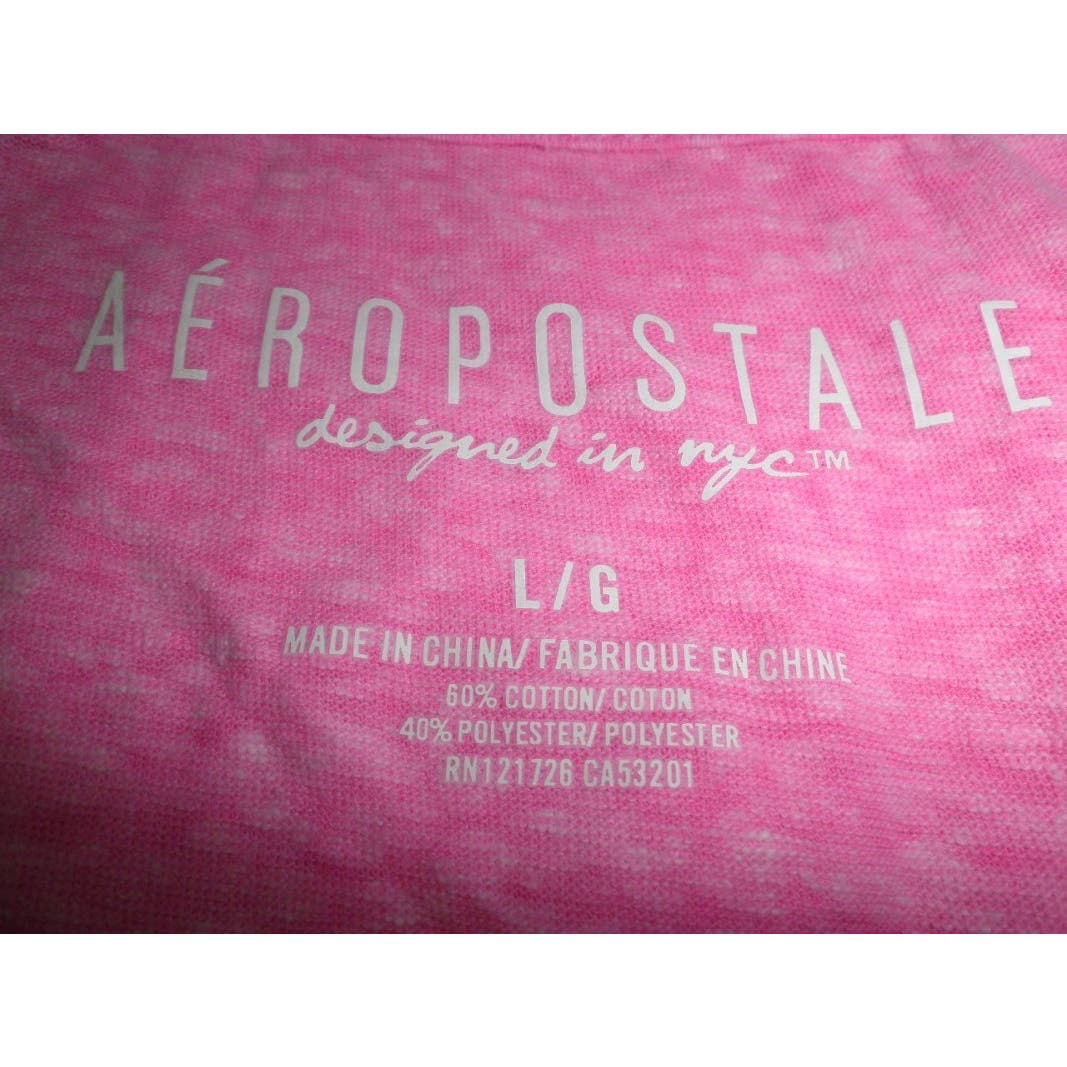 AÉROPOSTALE
designed in nyc™
L/G
MADE IN CHINA/ FABRIQUE EN CHINE
60% COTTON/ COTON
40% POLYESTER/ POLYESTER
RN121726 CA53201